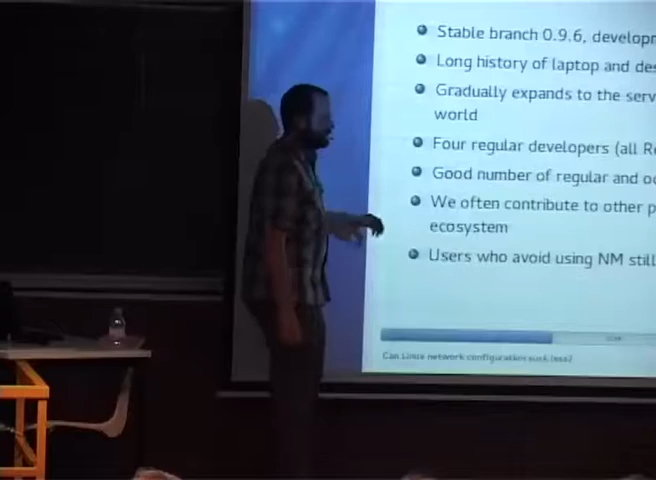 Stable branch 0.9.6, develop
Long history of laptop and des
Gradually expands to the serv
world
Four regular developers (all R
Good number of regular and o
We often contribute to other p
ecosystem
Users who avoid using NM still
Can Linux network configuration suck less?